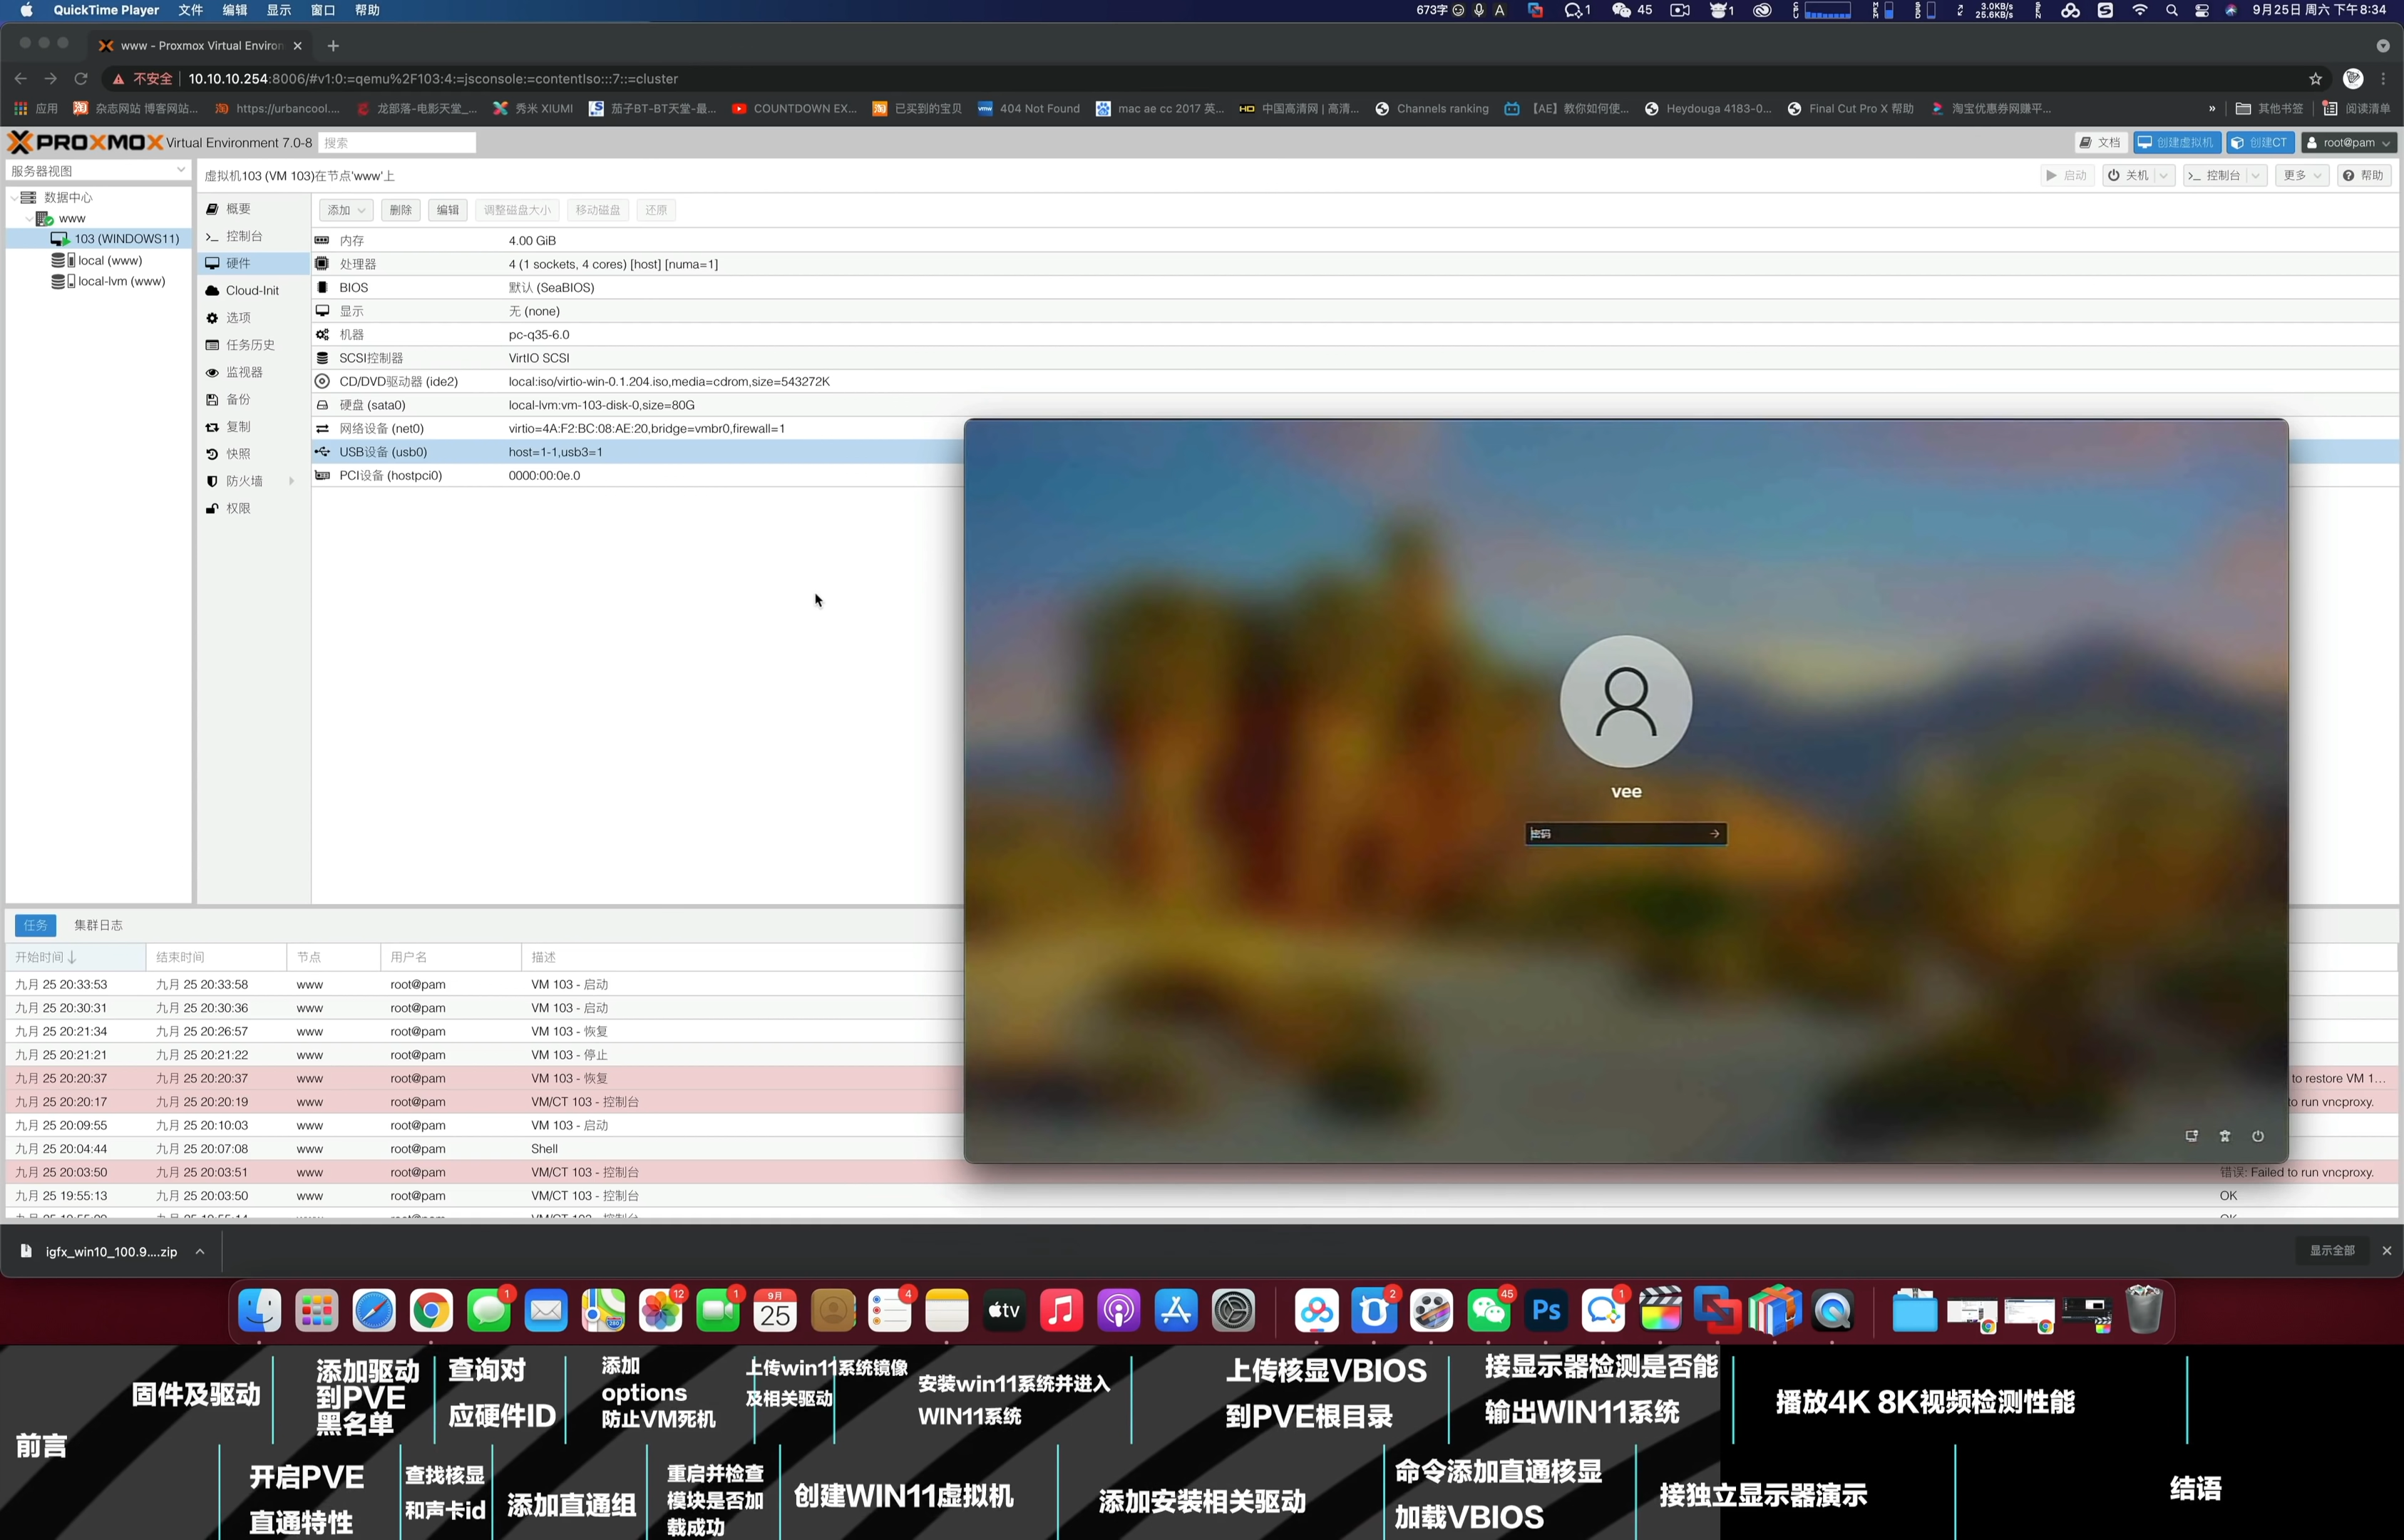 QuickTime Player 文件 编辑 显示 窗口 帮助
673字 A 1 45 1 3.0KB/s 25.6KB/s 9月25日 周六 下午8:34
www - Proxmox Virtual Environ
不安全 10.10.10.254:8006/#v1:0:=qemu%2F103:4:=jsconsole:=contentIso:::7::=cluster
应用 杂志网站 博客网站... https://urbancool.... 龙部落-电影天堂_... 秀米 XIUMI 茄子BT-BT天堂-最... COUNTDOWN EX... 已买到的宝贝 404 Not Found mac ae cc 2017 英... 中国高清网 | 高清... Channels ranking 【AE】教你如何使... Heydouga 4183-0... Final Cut Pro X 帮助 淘宝优惠券网赚平... » 其他书签 阅读清单
PROXMOX Virtual Environment 7.0-8 搜索 文档 创建虚拟机 创建CT root@pam
服务器视图
虚拟机103 (VM 103)在节点'www'上 启动 关机 控制台 更多 帮助
数据中心
www
103 (WINDOWS11)
local (www)
local-lvm (www)
概要
控制台
硬件
Cloud-Init
选项
任务历史
监视器
备份
复制
快照
防火墙
权限
添加 删除 编辑 调整磁盘大小 移动磁盘 还原
内存 4.00 GiB
处理器 4 (1 sockets, 4 cores) [host] [numa=1]
BIOS 默认 (SeaBIOS)
显示 无 (none)
机器 pc-q35-6.0
SCSI控制器 VirtIO SCSI
CD/DVD驱动器 (ide2) local:iso/virtio-win-0.1.204.iso,media=cdrom,size=543272K
硬盘 (sata0) local-lvm:vm-103-disk-0,size=80G
网络设备 (net0) virtio=4A:F2:BC:08:AE:20,bridge=vmbr0,firewall=1
USB设备 (usb0) host=1-1,usb3=1
PCI设备 (hostpci0) 0000:00:0e.0
vee
密码
任务 集群日志
开始时间 结束时间 节点 用户名 描述
九月 25 20:33:53 九月 25 20:33:58 www root@pam VM 103 - 启动
九月 25 20:30:31 九月 25 20:30:36 www root@pam VM 103 - 启动
九月 25 20:21:34 九月 25 20:26:57 www root@pam VM 103 - 恢复
九月 25 20:21:21 九月 25 20:21:22 www root@pam VM 103 - 停止
九月 25 20:20:37 九月 25 20:20:37 www root@pam VM 103 - 恢复 to restore VM 1...
九月 25 20:20:17 九月 25 20:20:19 www root@pam VM/CT 103 - 控制台 to run vncproxy.
九月 25 20:09:55 九月 25 20:10:03 www root@pam VM 103 - 启动
九月 25 20:04:44 九月 25 20:07:08 www root@pam Shell
九月 25 20:03:50 九月 25 20:03:51 www root@pam VM/CT 103 - 控制台 错误: Failed to run vncproxy.
九月 25 19:55:13 九月 25 20:03:50 www root@pam VM/CT 103 - 控制台 OK
igfx_win10_100.9....zip 显示全部
1 12 1 9月 25 4 tv 2 45 Ps 1
前言
固件及驱动
开启PVE
直通特性
添加驱动
到PVE
黑名单
查找核显
和声卡id
查询对
应硬件ID
添加直通组
添加
options
防止VM死机
重启并检查
模块是否加
载成功
上传win11系统镜像
及相关驱动
创建WIN11虚拟机
安装win11系统并进入
WIN11系统
添加安装相关驱动
上传核显VBIOS
到PVE根目录
命令添加直通核显
加载VBIOS
接显示器检测是否能
输出WIN11系统
接独立显示器演示
播放4K 8K视频检测性能
结语